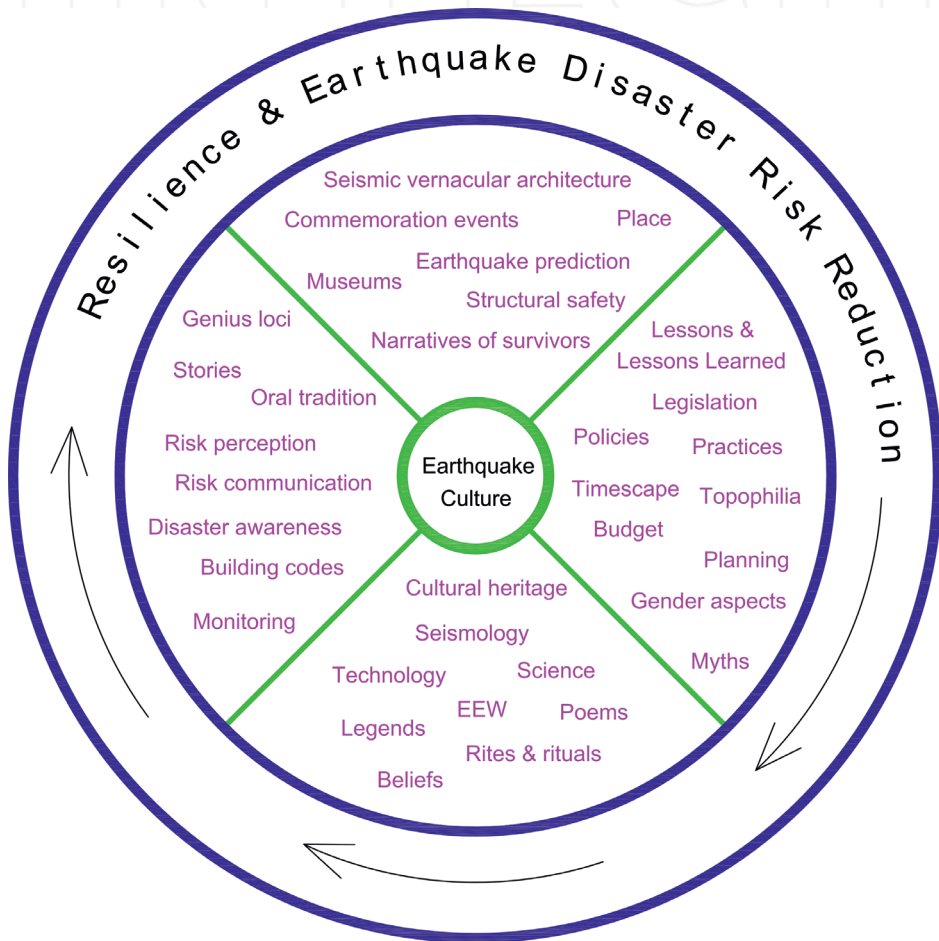 Resilience & Earthquake Disaster Risk Reduction
Seismic vernacular architecture
Commemoration events
Place
Earthquake prediction
Museums
Structural safety
Narratives of survivors
Genius loci
Stories
Oral tradition
Risk perception
Risk communication
Disaster awareness
Building codes
Monitoring
Earthquake
Culture
Lessons &
Lessons Learned
Legislation
Policies
Practices
Timescape
Topophilia
Budget
Planning
Gender aspects
Myths
Cultural heritage
Seismology
Technology
Science
EEW
Poems
Legends
Rites & rituals
Beliefs